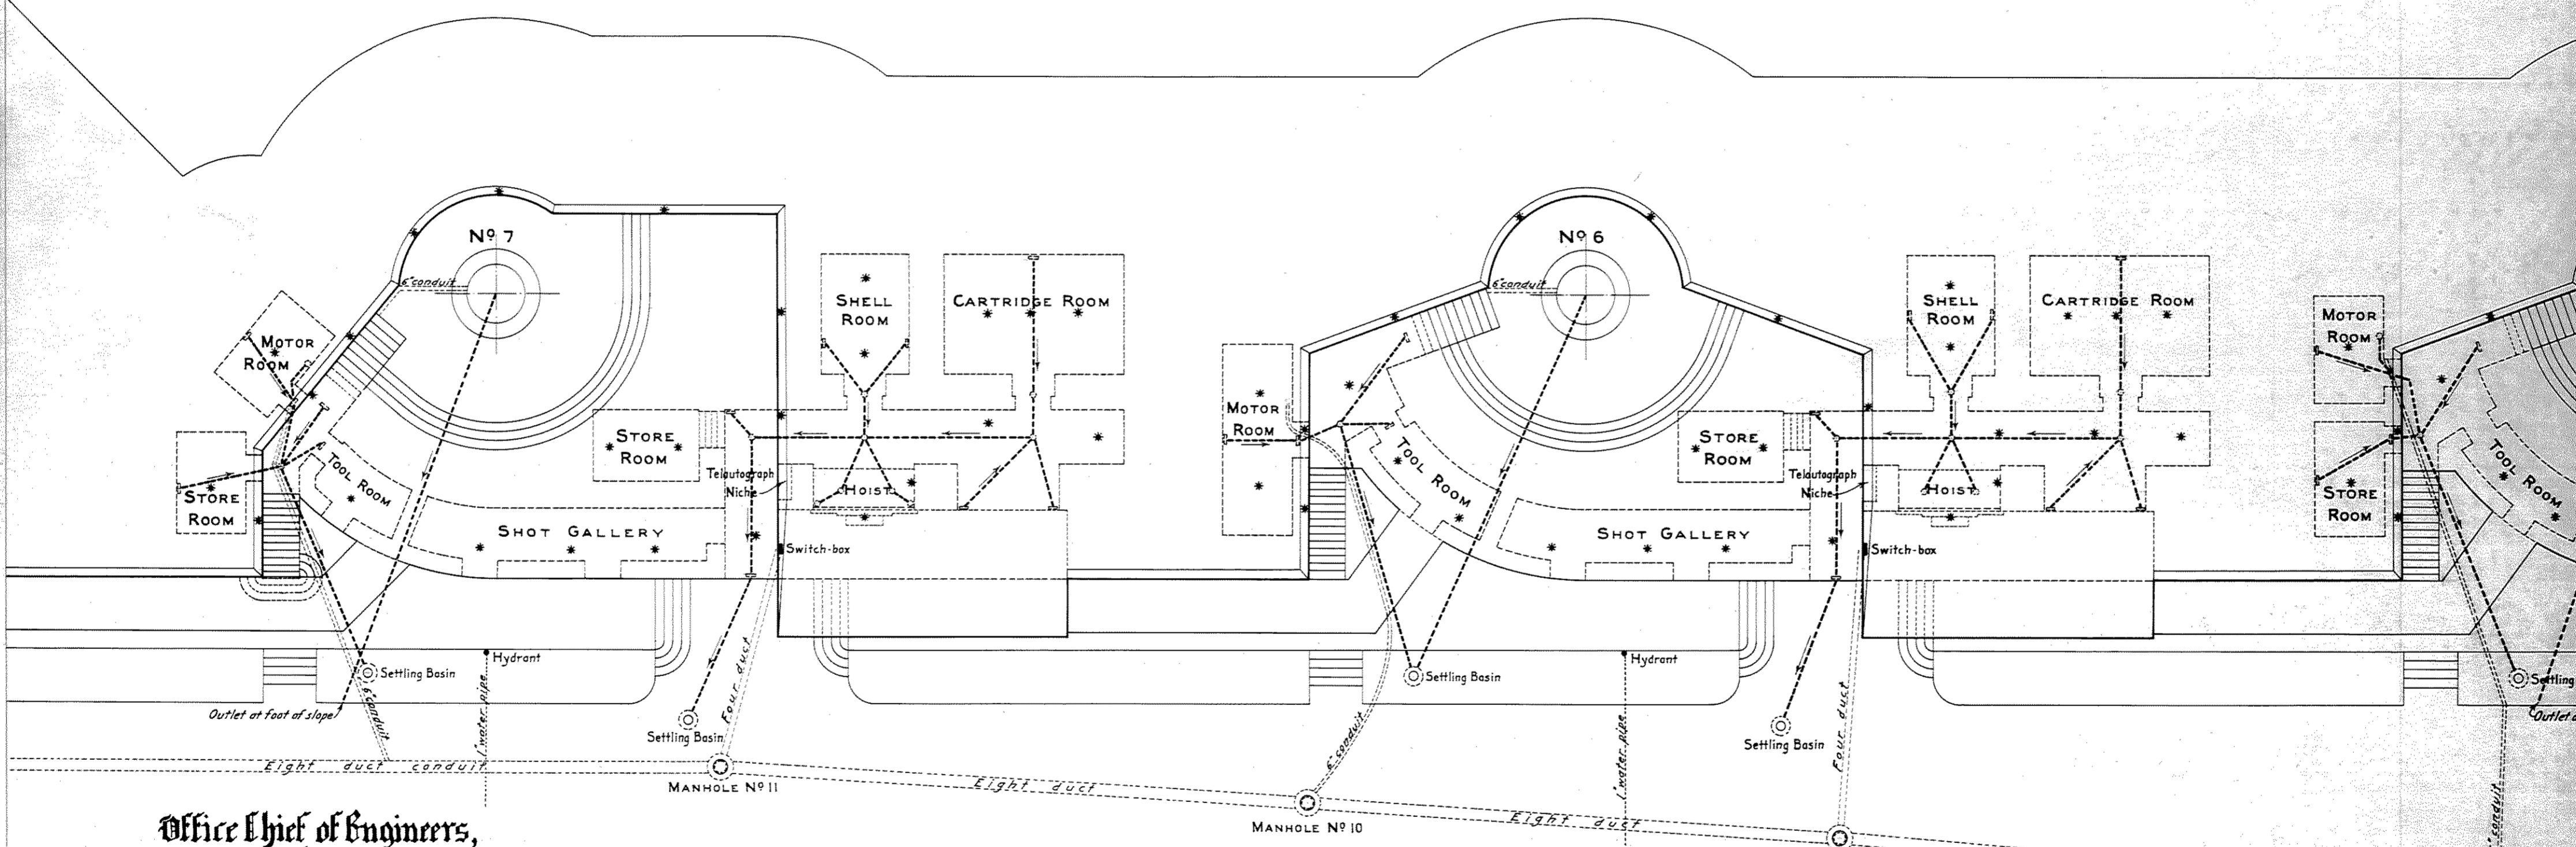 Nº 7
6" conduit
SHELL
ROOM
CARTRIDGE ROOM
MOTOR
ROOM
STORE
ROOM
TOOL ROOM
STORE
ROOM
Telautograph
Niche
HOIST
SHOT GALLERY
Switch-box
Settling Basin
Hydrant
Outlet at foot of slope
6" conduit
1" water pipe
Four duct
Settling Basin
Eight duct conduit
MANHOLE Nº 11
Nº 6
6" conduit
SHELL
ROOM
CARTRIDGE ROOM
MOTOR
ROOM
TOOL ROOM
STORE
ROOM
Telautograph
Niche
HOIST
SHOT GALLERY
Switch-box
Settling Basin
Hydrant
6" conduit
1" water pipe
Four duct
Settling Basin
Eight duct
MANHOLE Nº 10
Eight duct
MOTOR
ROOM
STORE
ROOM
TOOL ROOM
Settling
Outlet
conduit
Office Chief of Engineers,